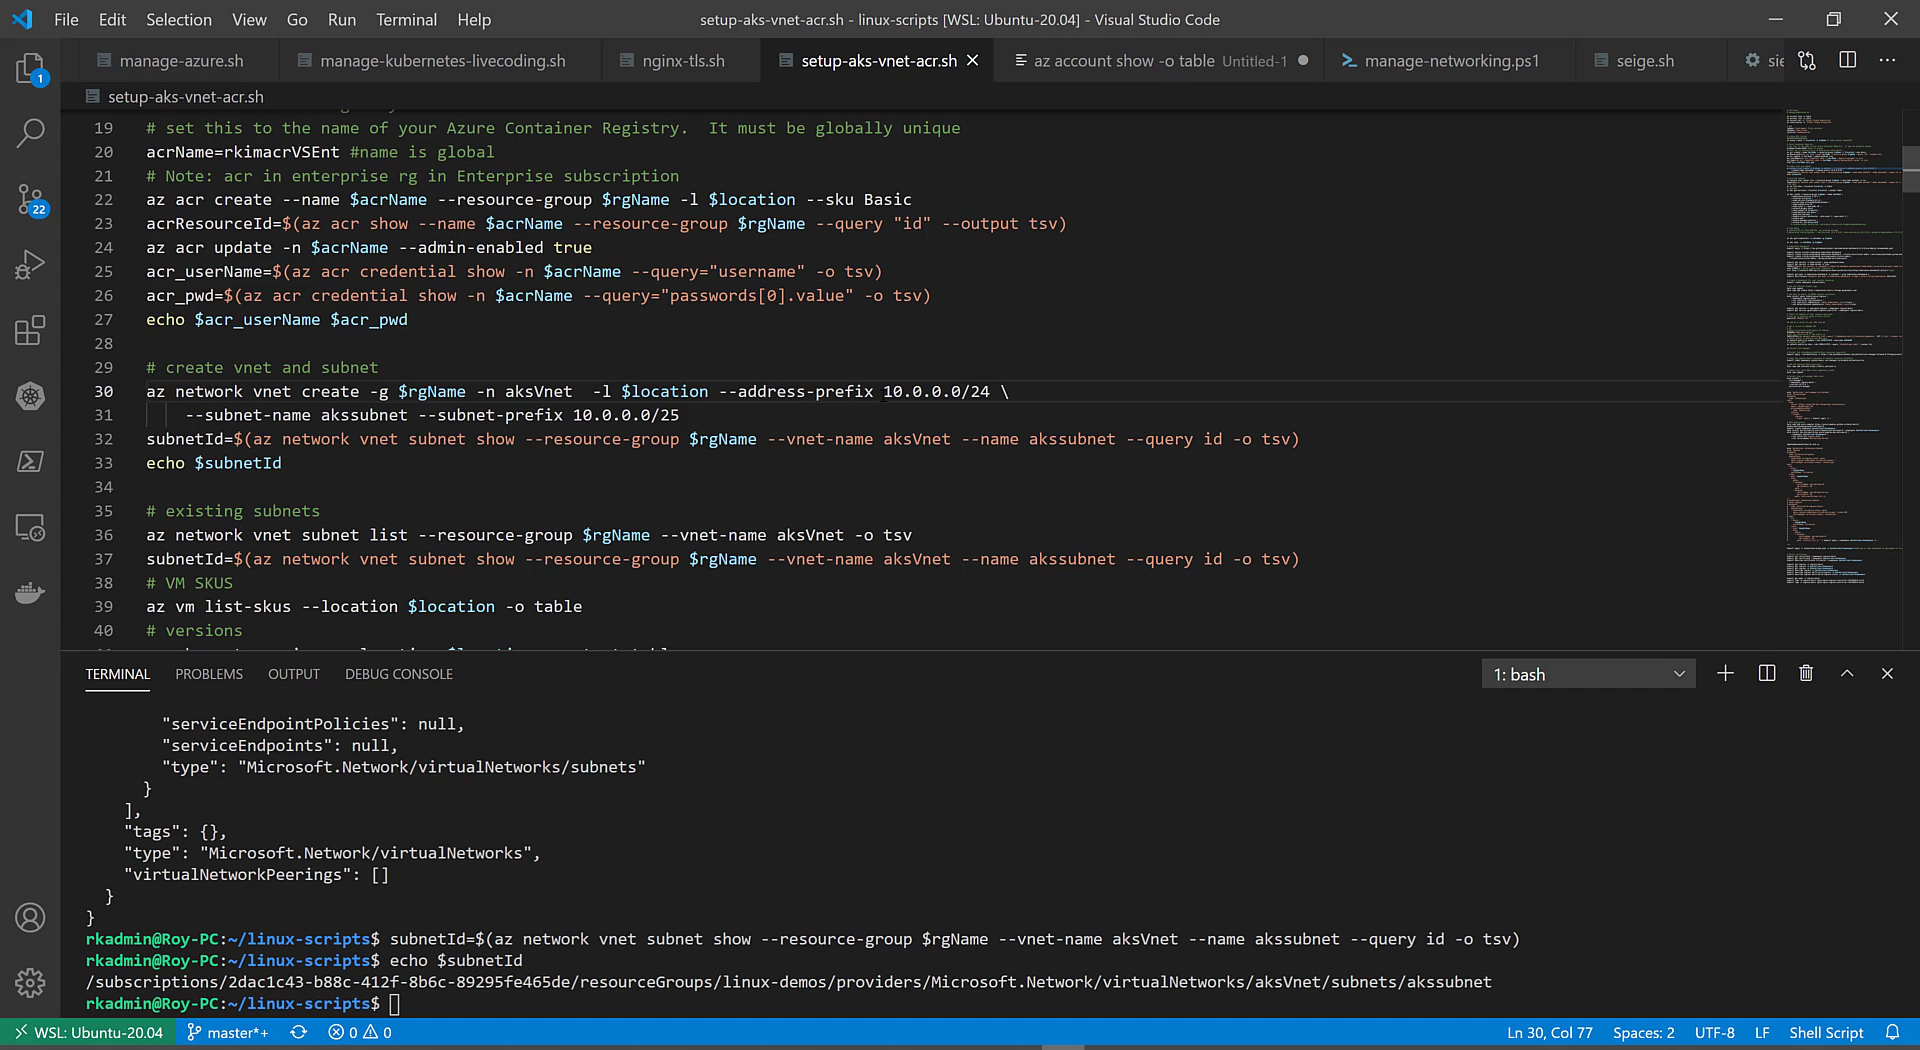 File Edit Selection View Go Run Terminal Help
setup-aks-vnet-acr.sh - linux-scripts [WSL: Ubuntu-20.04] - Visual Studio Code
manage-azure.sh
manage-kubernetes-livecoding.sh
nginx-tls.sh
setup-aks-vnet-acr.sh
az account show -o table Untitled-1
manage-networking.ps1
seige.sh
sie
1
setup-aks-vnet-acr.sh
19 # set this to the name of your Azure Container Registry.  It must be globally unique
20 acrName=rkimacrVSEnt #name is global
21 # Note: acr in enterprise rg in Enterprise subscription
22 az acr create --name $acrName --resource-group $rgName -l $location --sku Basic
23 acrResourceId=$(az acr show --name $acrName --resource-group $rgName --query "id" --output tsv)
24 az acr update -n $acrName --admin-enabled true
25 acr_userName=$(az acr credential show -n $acrName --query="username" -o tsv)
26 acr_pwd=$(az acr credential show -n $acrName --query="passwords[0].value" -o tsv)
27 echo $acr_userName $acr_pwd
28
29 # create vnet and subnet
30 az network vnet create -g $rgName -n aksVnet  -l $location --address-prefix 10.0.0.0/24 \
31     --subnet-name akssubnet --subnet-prefix 10.0.0.0/25
32 subnetId=$(az network vnet subnet show --resource-group $rgName --vnet-name aksVnet --name akssubnet --query id -o tsv)
33 echo $subnetId
34
35 # existing subnets
36 az network vnet subnet list --resource-group $rgName --vnet-name aksVnet -o tsv
37 subnetId=$(az network vnet subnet show --resource-group $rgName --vnet-name aksVnet --name akssubnet --query id -o tsv)
38 # VM SKUS
39 az vm list-skus --location $location -o table
40 # versions
22
TERMINAL PROBLEMS OUTPUT DEBUG CONSOLE
1: bash
"serviceEndpointPolicies": null,
"serviceEndpoints": null,
"type": "Microsoft.Network/virtualNetworks/subnets"
}
],
"tags": {},
"type": "Microsoft.Network/virtualNetworks",
"virtualNetworkPeerings": []
}
}
rkadmin@Roy-PC:~/linux-scripts$ subnetId=$(az network vnet subnet show --resource-group $rgName --vnet-name aksVnet --name akssubnet --query id -o tsv)
rkadmin@Roy-PC:~/linux-scripts$ echo $subnetId
/subscriptions/2dac1c43-b88c-412f-8b6c-89295fe465de/resourceGroups/linux-demos/providers/Microsoft.Network/virtualNetworks/aksVnet/subnets/akssubnet
rkadmin@Roy-PC:~/linux-scripts$
WSL: Ubuntu-20.04 master*+ 0 0 Ln 30, Col 77 Spaces: 2 UTF-8 LF Shell Script